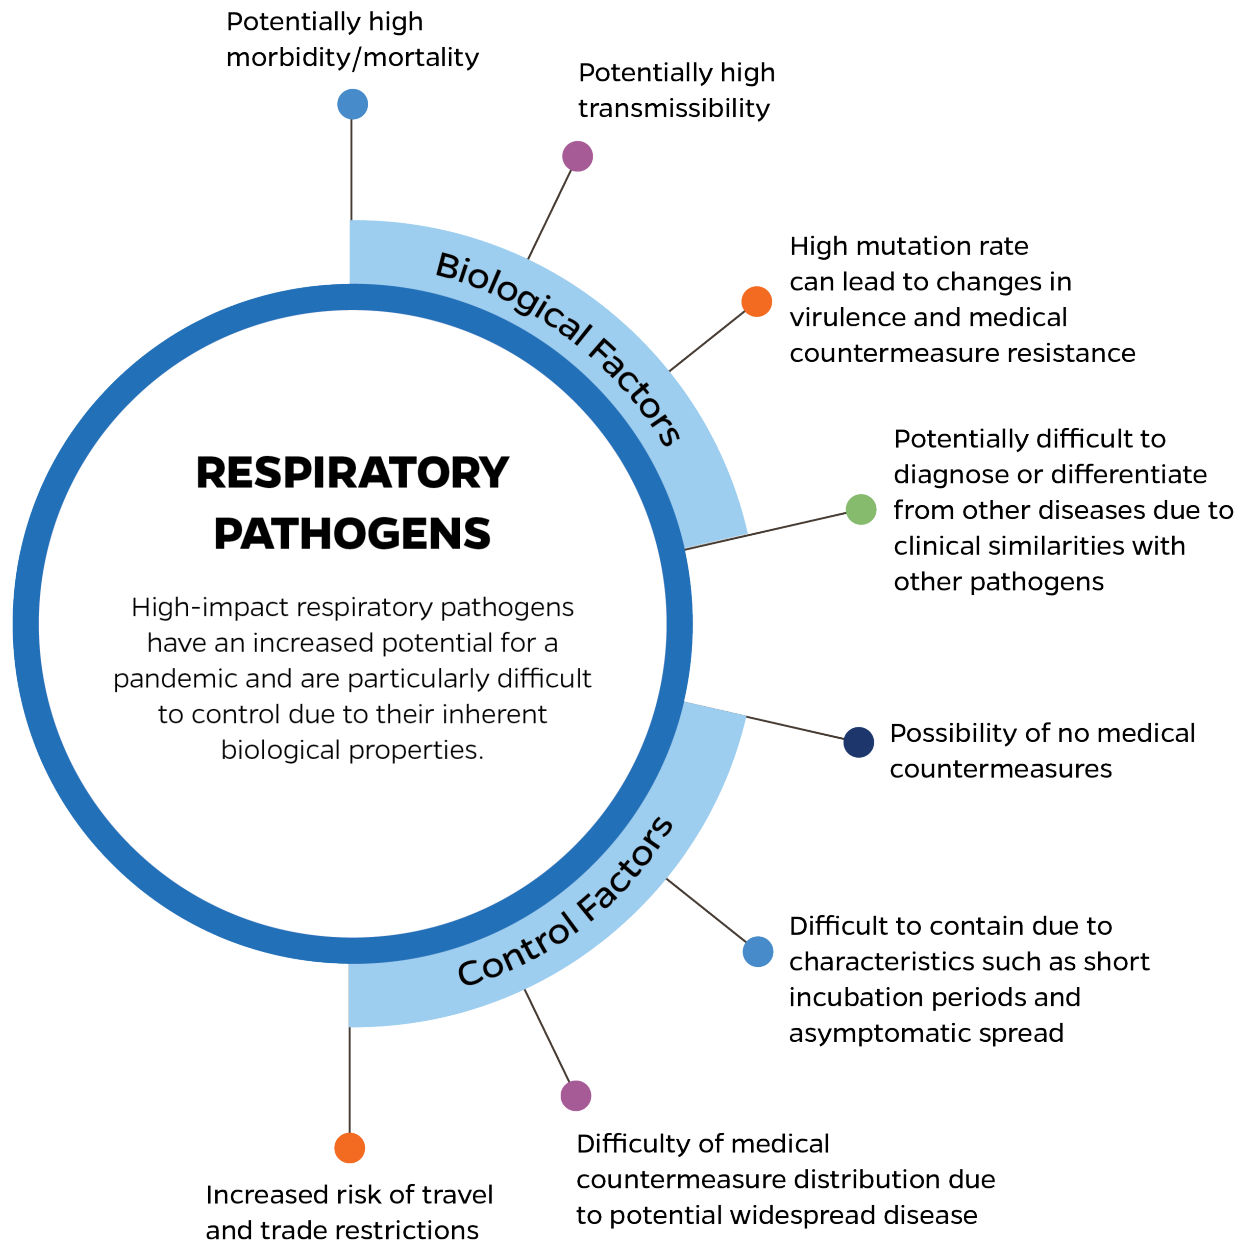 Potentially high
morbidity/mortality
Potentially high
transmissibility
Biological Factors
High mutation rate
can lead to changes in
virulence and medical
countermeasure resistance
Potentially difficult to
diagnose or differentiate
from other diseases due to
clinical similarities with
other pathogens
RESPIRATORY
PATHOGENS
High-impact respiratory pathogens
have an increased potential for a
pandemic and are particularly difficult
to control due to their inherent
biological properties.
Possibility of no medical
countermeasures
Control Factors
Difficult to contain due to
characteristics such as short
incubation periods and
asymptomatic spread
Difficulty of medical
countermeasure distribution due
to potential widespread disease
Increased risk of travel
and trade restrictions